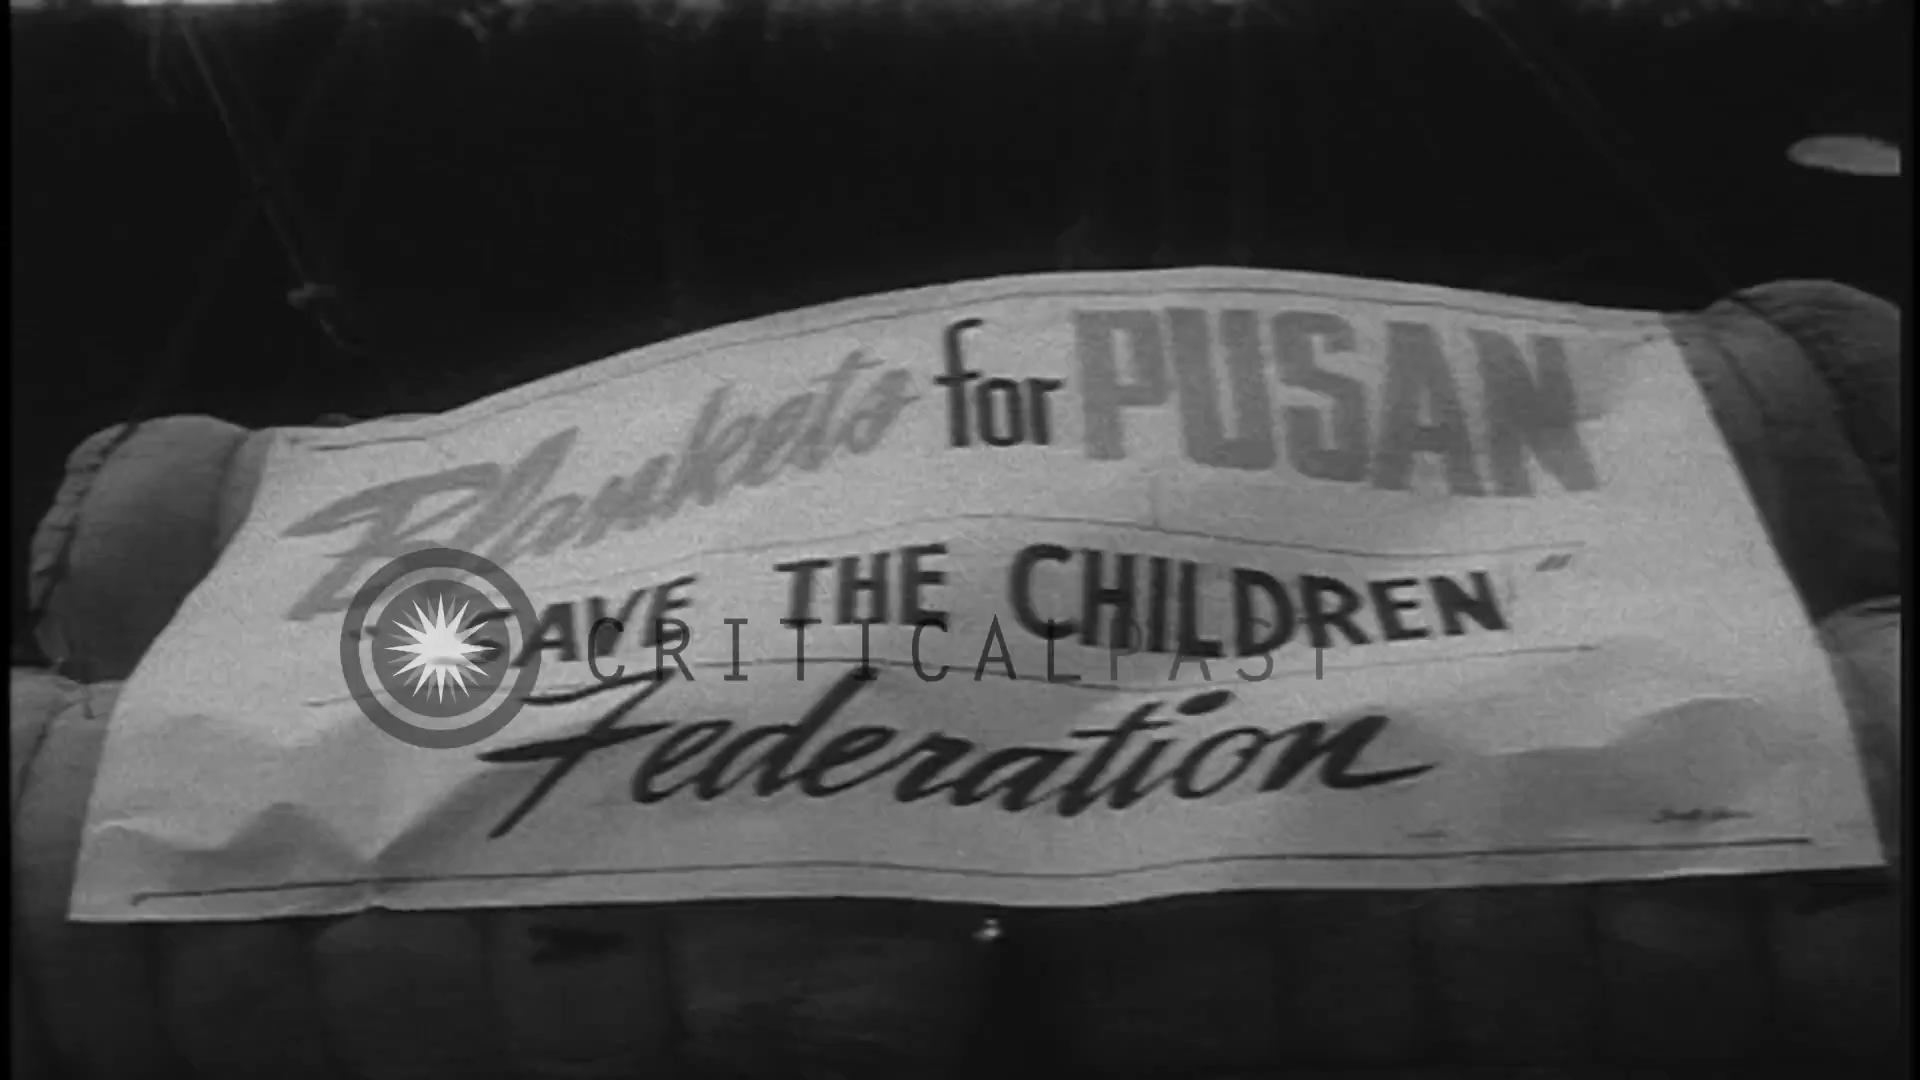 Blankets for PUSAN
"SAVE THE CHILDREN"
CRITICALPAST
Federation